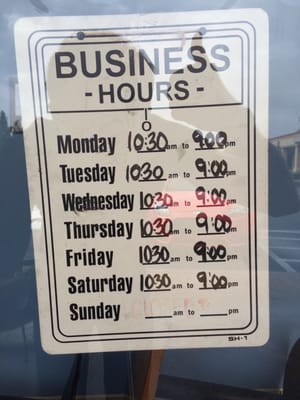 BUSINESS
- HOURS -
Monday 10:30 am to 9:00 pm
Tuesday 1030 am to 9:00 pm
Wednesday 1030 am to 9:00 pm
Thursday 1030 am to 9:00 pm
Friday 1030 am to 9:00 pm
Saturday 1030 am to 9:00 pm
Sunday ____ am to ____ pm
SH-1